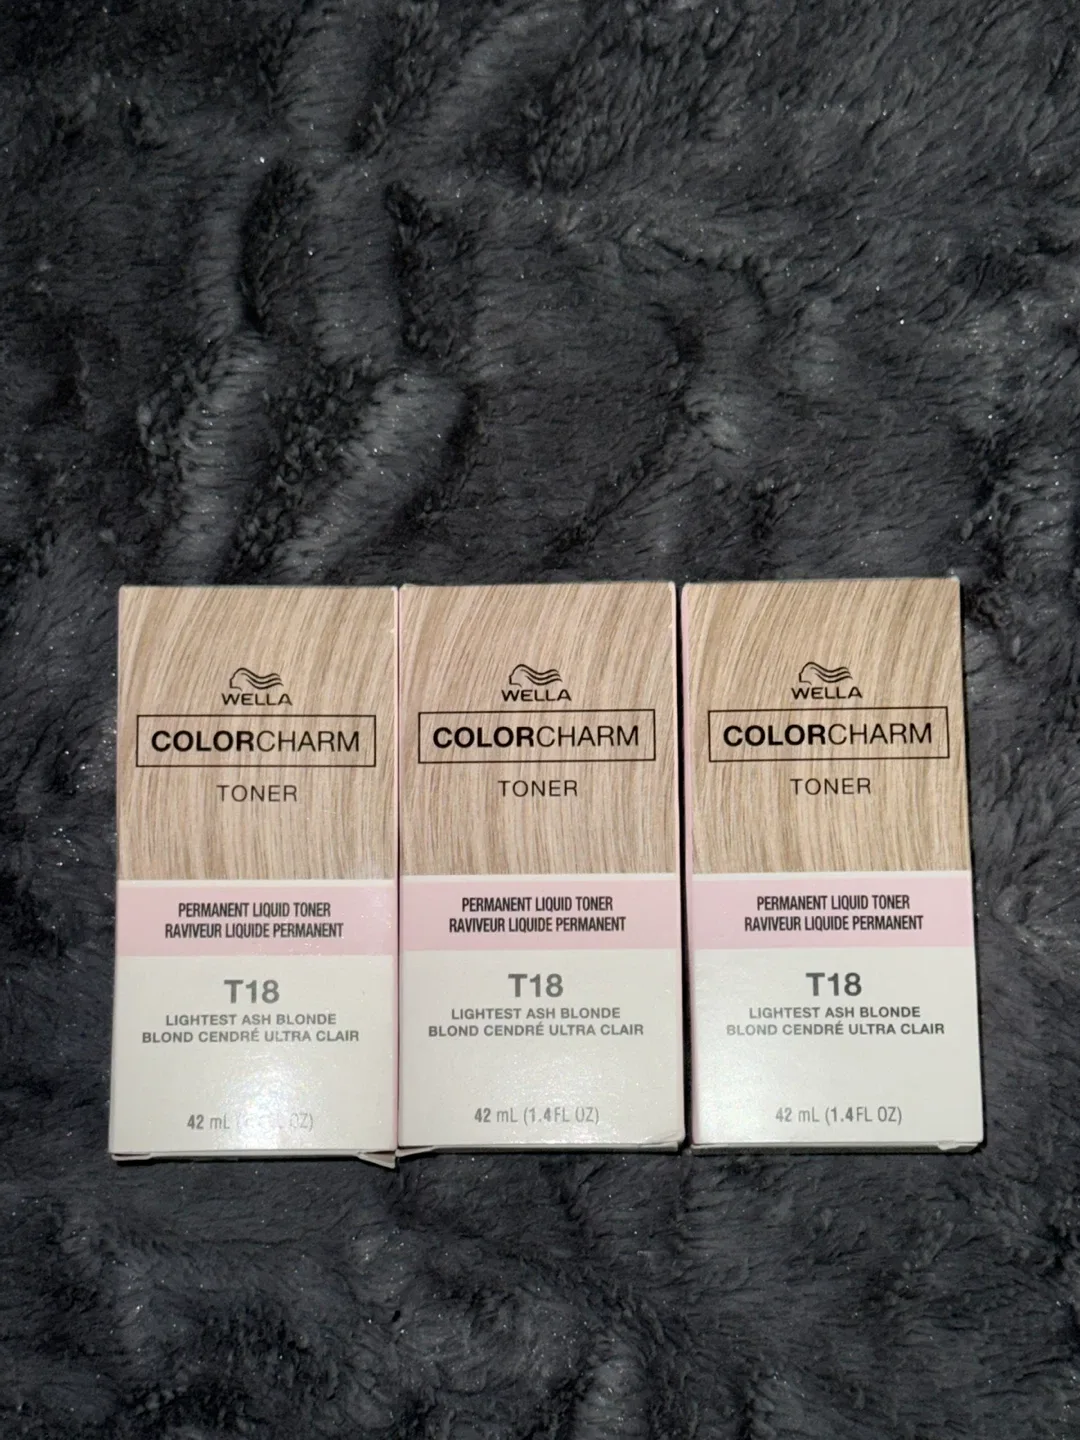 WELLA
COLORCHARM
TONER
PERMANENT LIQUID TONER
RAVIVEUR LIQUIDE PERMANENT
T18
LIGHTEST ASH BLONDE
BLOND CENDRÉ ULTRA CLAIR
42 mL
WELLA
COLORCHARM
TONER
PERMANENT LIQUID TONER
RAVIVEUR LIQUIDE PERMANENT
T18
LIGHTEST ASH BLONDE
BLOND CENDRÉ ULTRA CLAIR
42 mL (1.4 FL OZ)
WELLA
COLORCHARM
TONER
PERMANENT LIQUID TONER
RAVIVEUR LIQUIDE PERMANENT
T18
LIGHTEST ASH BLONDE
BLOND CENDRÉ ULTRA CLAIR
42 mL (1.4 FL OZ)